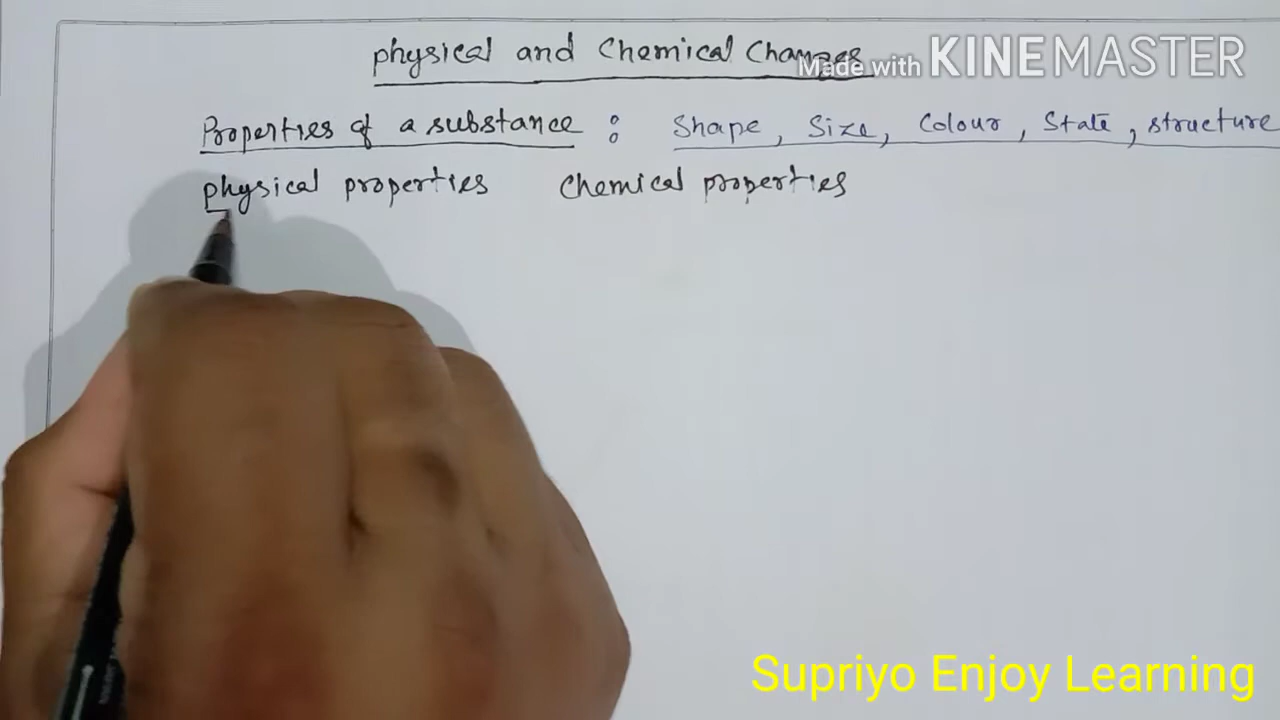 physical and Chemical Changes
Made with KINEMASTER
Properties of a substance : Shape, Size, Colour, State, structure
physical properties Chemical properties
Supriyo Enjoy Learning